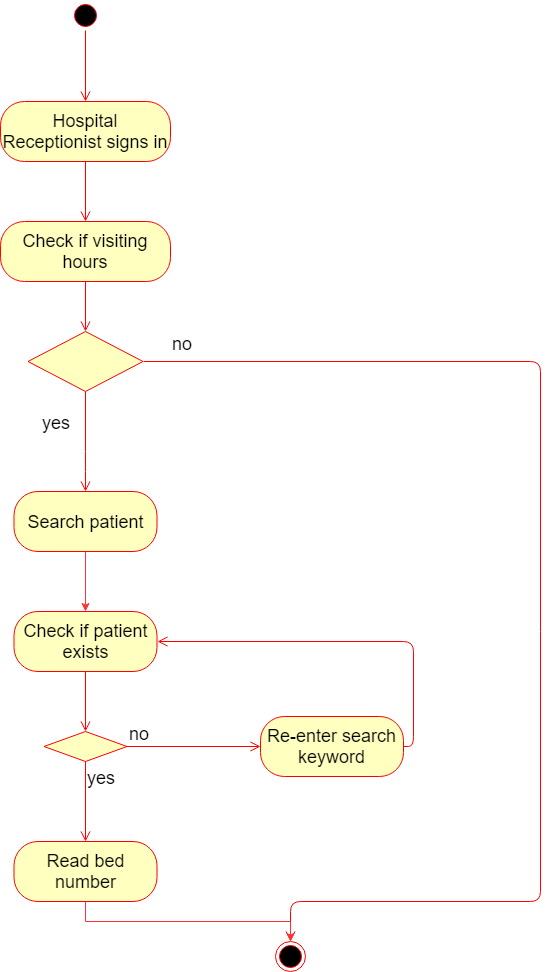 Hospital
Receptionist signs in
Check if visiting
hours
no
yes
Search patient
Check if patient
exists
no
Re-enter search
keyword
yes
Read bed
number